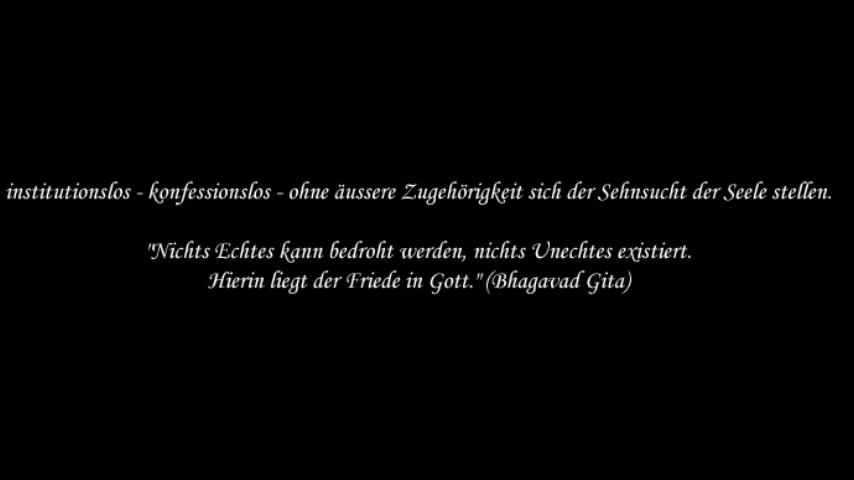 institutionslos - konfessionslos - ohne äussere Zugehörigkeit sich der Sehnsucht der Seele stellen.
"Nichts Echtes kann bedroht werden, nichts Unechtes existiert.
Hierin liegt der Friede in Gott." (Bhagavad Gita)